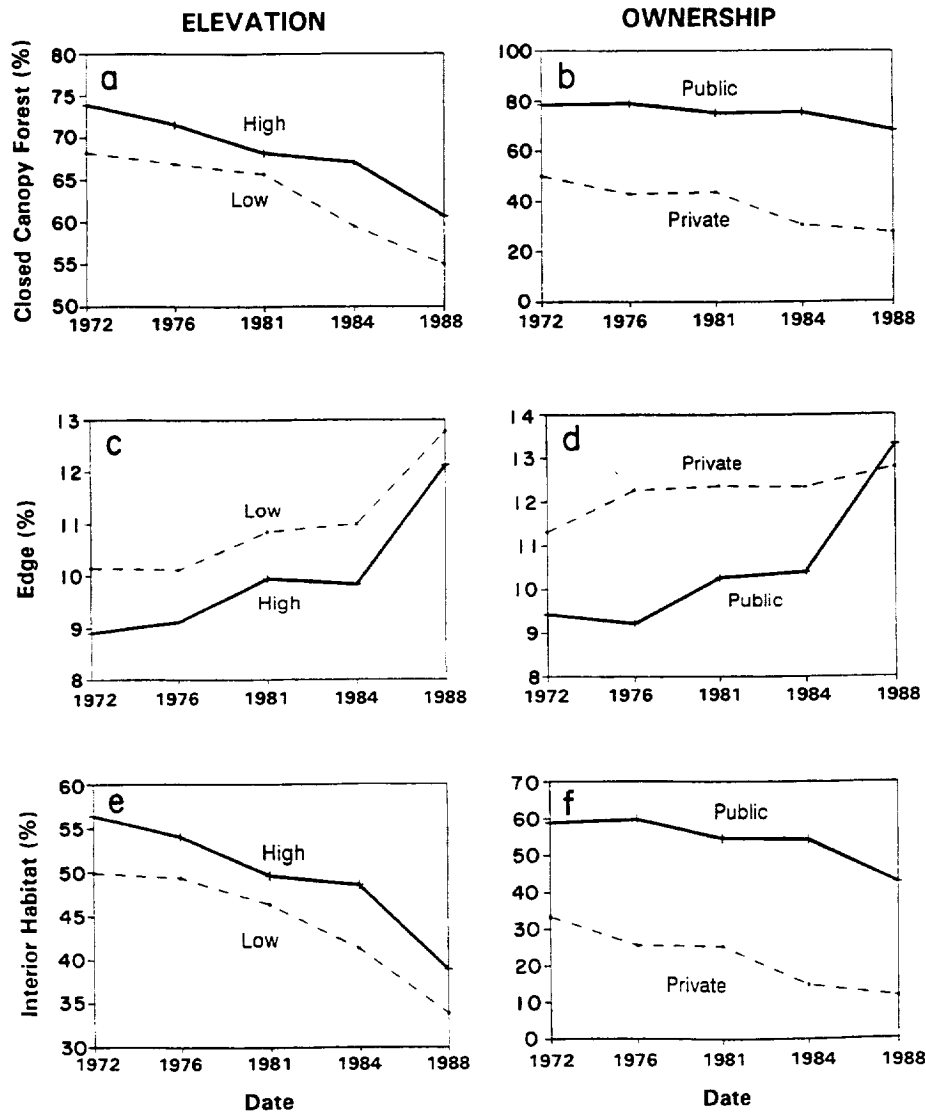 ELEVATION
OWNERSHIP
Closed Canopy Forest (%)
80
75
70
65
60
55
50
a
High
Low
1972 1976 1981 1984 1988
100
80
60
40
20
0
b
Public
Private
1972 1976 1981 1984 1988
Edge (%)
13
12
11
10
9
8
c
Low
High
1972 1976 1981 1984 1988
14
13
12
11
10
9
8
d
Private
Public
1972 1976 1981 1984 1988
Interior Habitat (%)
60
55
50
45
40
35
30
e
High
Low
1972 1976 1981 1984 1988
Date
70
60
50
40
30
20
10
0
f
Public
Private
1972 1976 1981 1984 1988
Date